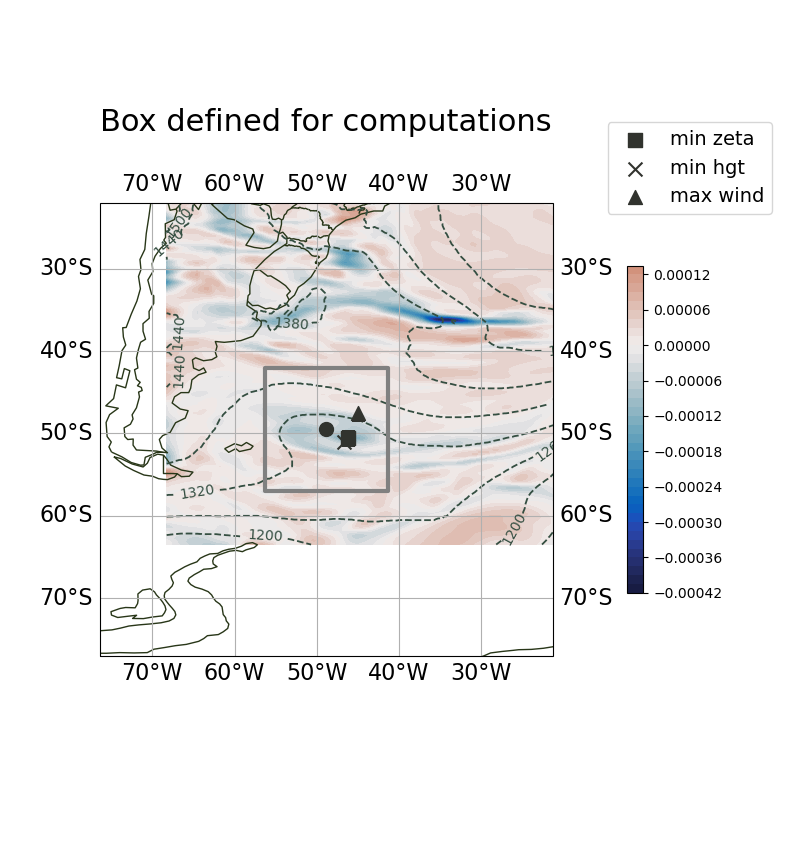 Box defined for computations
min zeta
min hgt
max wind
70°W 60°W 50°W 40°W 30°W
30°S 30°S
40°S 40°S
50°S 50°S
60°S 60°S
70°S 70°S
70°W 60°W 50°W 40°W 30°W
1500
1440
1440
1440
1380
1320
1200
1200
0.00012
0.00006
0.00000
−0.00006
−0.00012
−0.00018
−0.00024
−0.00030
−0.00036
−0.00042